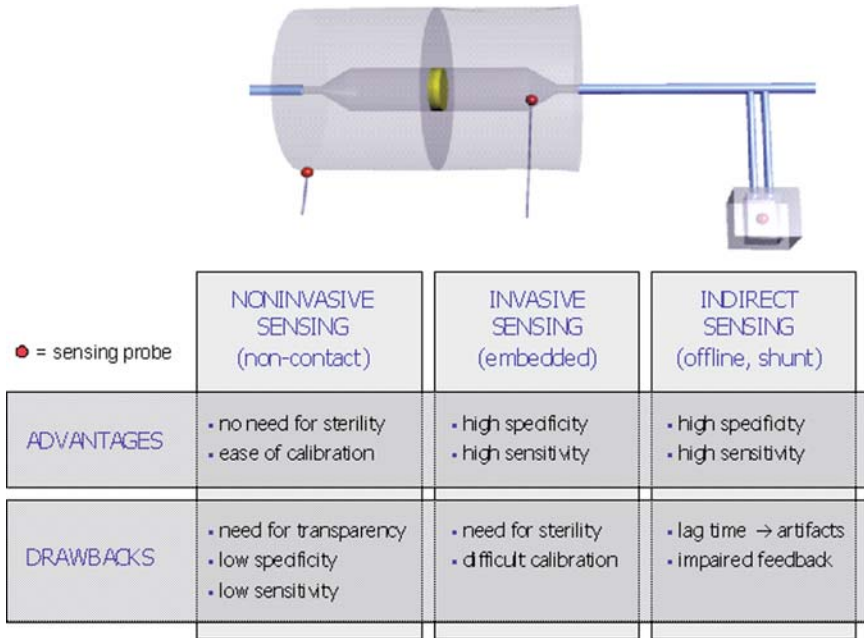 NONINVASIVE
SENSING
(non-contact)
INVASIVE
SENSING
(embedded)
INDIRECT
SENSING
(offline, shunt)
= sensing probe
ADVANTAGES
▪ no need for sterility
▪ ease of calibration
▪ high specificity
▪ high sensitivity
▪ high specificity
▪ high sensitivity
DRAWBACKS
▪ need for transparency
▪ low specificity
▪ low sensitivity
▪ need for sterility
▪ difficult calibration
▪ lag time → artifacts
▪ impaired feedback